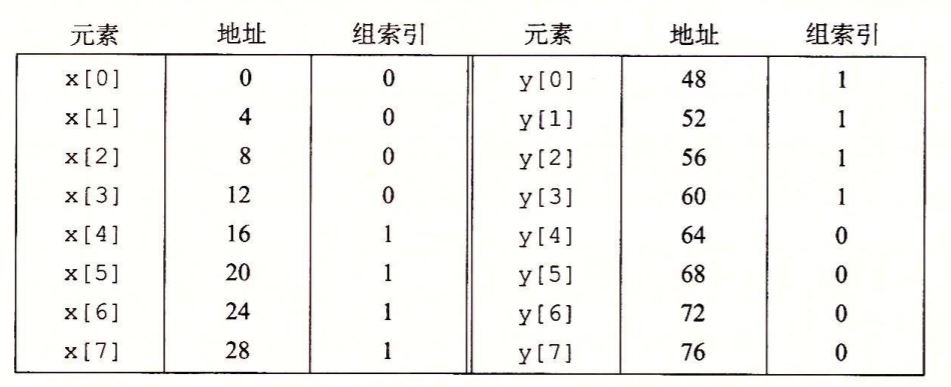 元素 地址 组索引 元素 地址 组索引
x[0] 0 0 y[0] 48 1
x[1] 4 0 y[1] 52 1
x[2] 8 0 y[2] 56 1
x[3] 12 0 y[3] 60 1
x[4] 16 1 y[4] 64 0
x[5] 20 1 y[5] 68 0
x[6] 24 1 y[6] 72 0
x[7] 28 1 y[7] 76 0